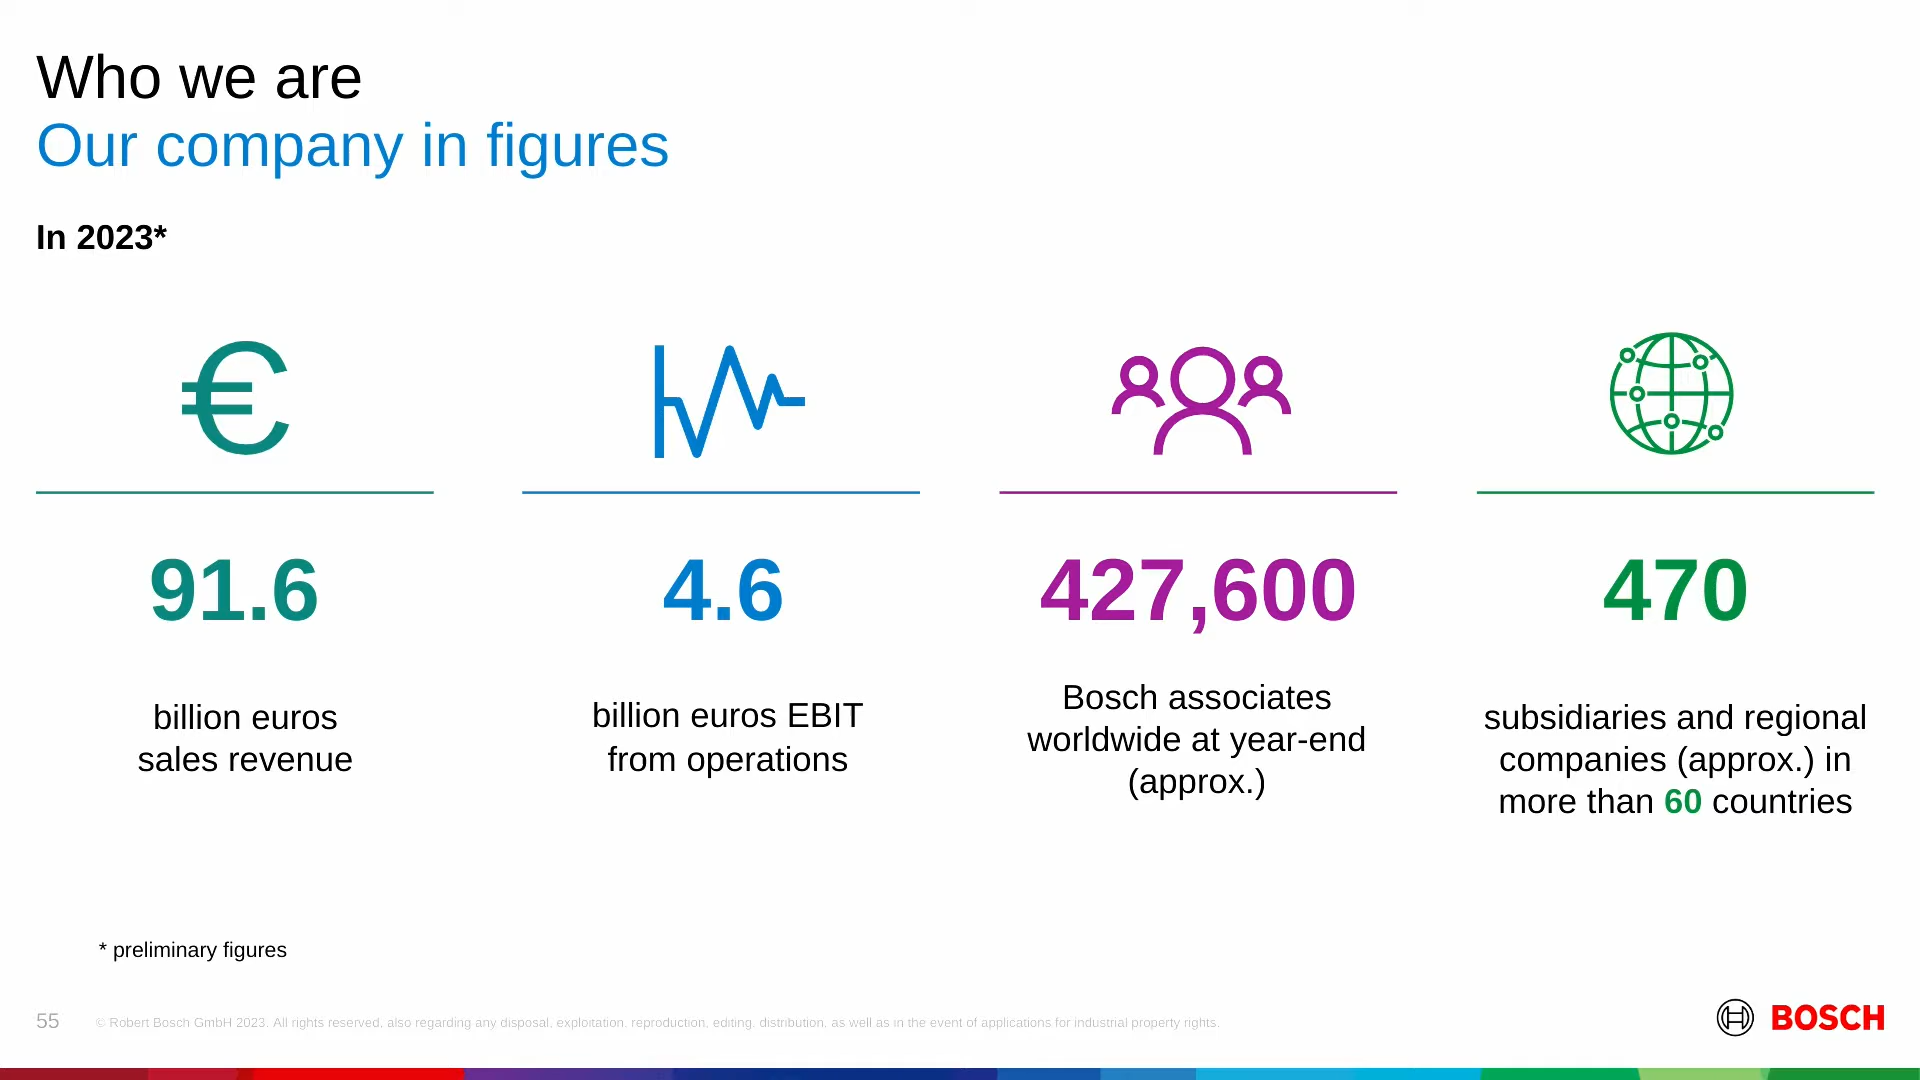 Who we are
Our company in figures
In 2023*
€
91.6
billion euros
sales revenue
4.6
billion euros EBIT
from operations
427,600
Bosch associates
worldwide at year-end
(approx.)
470
subsidiaries and regional
companies (approx.) in
more than 60 countries
* preliminary figures
55
© Robert Bosch GmbH 2023. All rights reserved, also regarding any disposal, exploitation, reproduction, editing, distribution, as well as in the event of applications for industrial property rights.
BOSCH